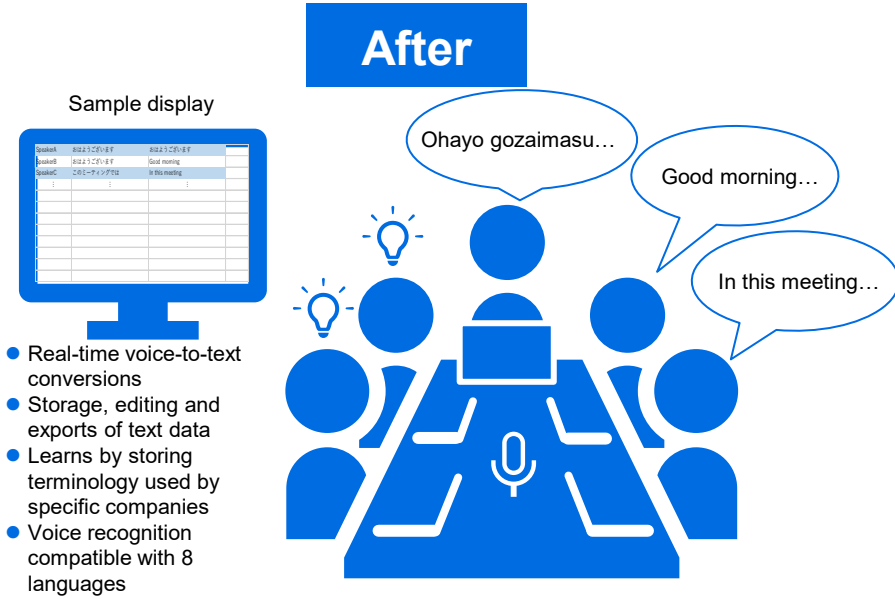 After
Sample display
SpeakerA おはようございます おはようございます
SpeakerB おはようございます Good morning
SpeakerC このミーティングでは In this meeting
⋮ ⋮ ⋮
Ohayo gozaimasu…
Good morning…
In this meeting…
● Real-time voice-to-text
conversions
● Storage, editing and
exports of text data
● Learns by storing
terminology used by
specific companies
● Voice recognition
compatible with 8
languages